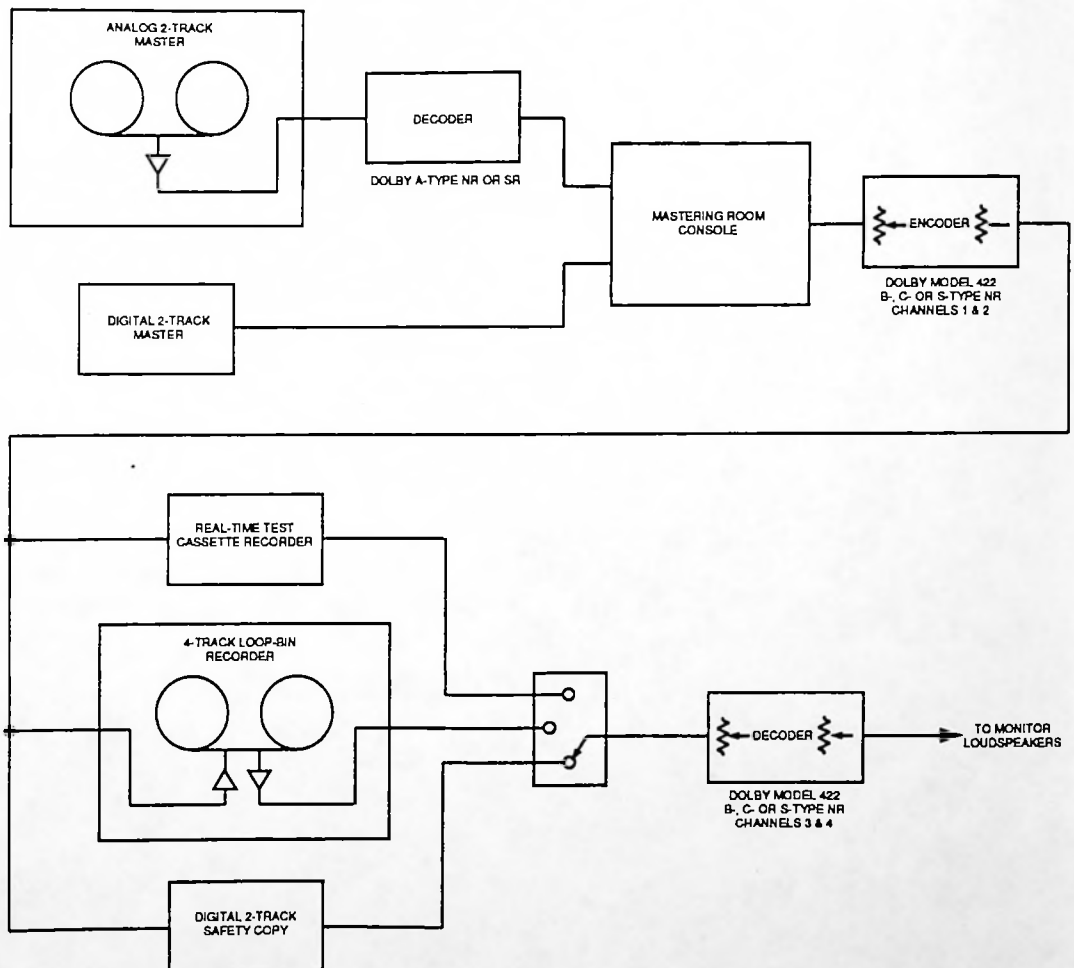 ANALOG 2-TRACK
MASTER
DECODER
DOLBY A-TYPE NR OR SR
MASTERING ROOM
CONSOLE
ENCODER
DOLBY MODEL 422
B-, C- OR S-TYPE NR
CHANNELS 1 & 2
DIGITAL 2-TRACK
MASTER
REAL-TIME TEST
CASSETTE RECORDER
4-TRACK LOOP-BIN
RECORDER
DECODER
TO MONITOR
LOUDSPEAKERS
DOLBY MODEL 422
B-, C- OR S-TYPE NR
CHANNELS 3 & 4
DIGITAL 2-TRACK
SAFETY COPY